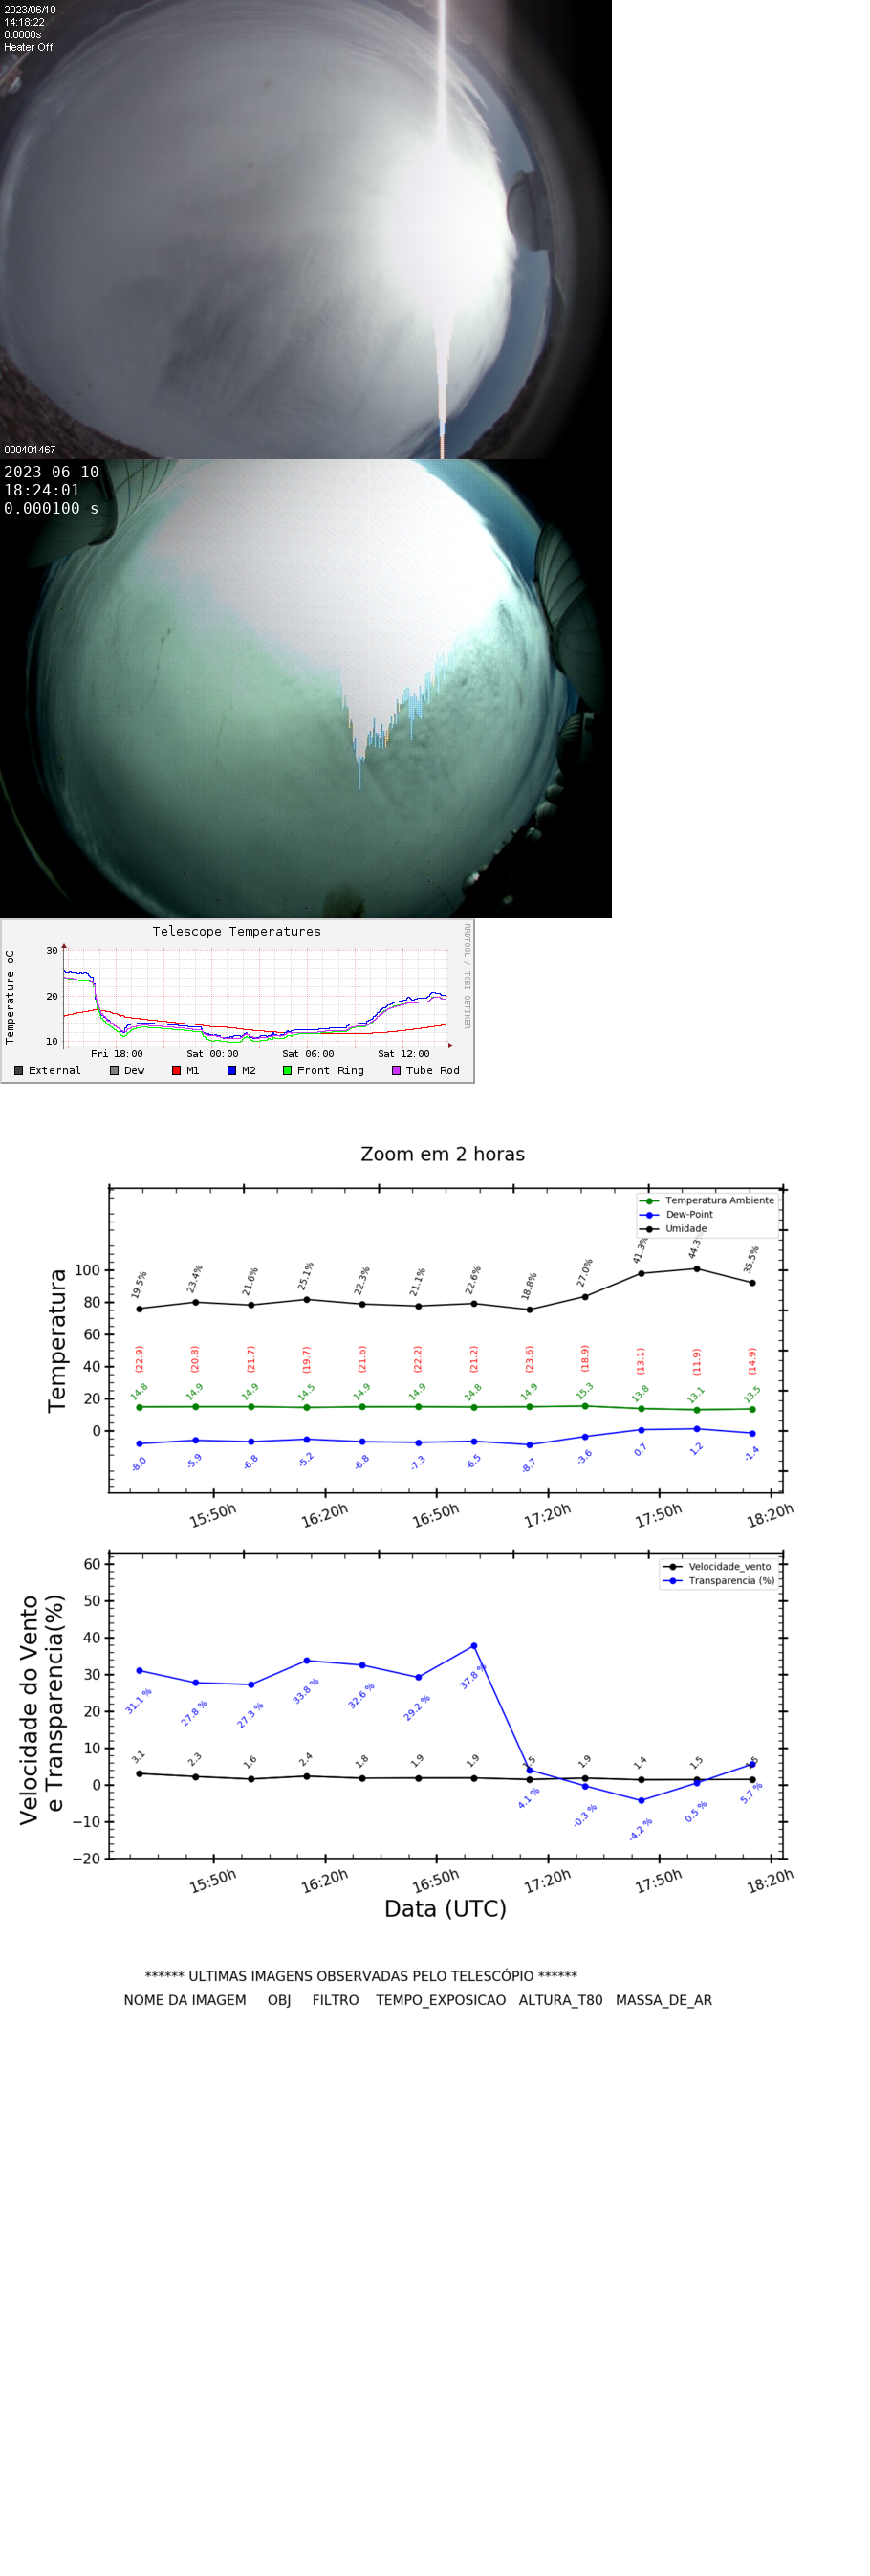 2023/06/10
14:18:22
0.0000s
Heater Off
000401467
2023-06-10
18:24:01
0.000100 s
Telescope Temperatures
RRDTOOL / TOBI OETIKER
Temperature oC
30
20
10
Fri 18:00 Sat 00:00 Sat 06:00 Sat 12:00
External Dew M1 M2 Front Ring Tube Rod
Zoom em 2 horas
Temperatura Ambiente
Dew-Point
Umidade
Temperatura
100
80
60
40
20
0
19.5% 23.4% 21.6% 25.1% 22.3% 21.1% 22.6% 18.8% 27.0% 41.3% 44.3 35.5%
(22.9) (20.8) (21.7) (19.7) (21.6) (22.2) (21.2) (23.6) (18.9) (13.1) (11.9) (14.9)
14.8 14.9 14.9 14.5 14.9 14.9 14.8 14.9 15.3 13.8 13.1 13.5
-8.0 -5.9 -6.8 -5.2 -6.8 -7.3 -6.5 -8.7 -3.6 0.7 1.2 -1.4
15:50h 16:20h 16:50h 17:20h 17:50h 18:20h
Velocidade_vento
Transparencia (%)
Velocidade do Vento
e Transparencia(%)
60
50
40
30
20
10
0
−10
−20
31.1 % 27.8 % 27.3 % 33.8 % 32.6 % 29.2 % 37.8 % 4.1 % -0.3 % -4.2 % 0.5 % 5.7 %
3.1 2.3 1.6 2.4 1.8 1.9 1.9 1.5 1.9 1.4 1.5 1.5
15:50h 16:20h 16:50h 17:20h 17:50h 18:20h
Data (UTC)
****** ULTIMAS IMAGENS OBSERVADAS PELO TELESCÓPIO ******
NOME DA IMAGEM OBJ FILTRO TEMPO_EXPOSICAO ALTURA_T80 MASSA_DE_AR